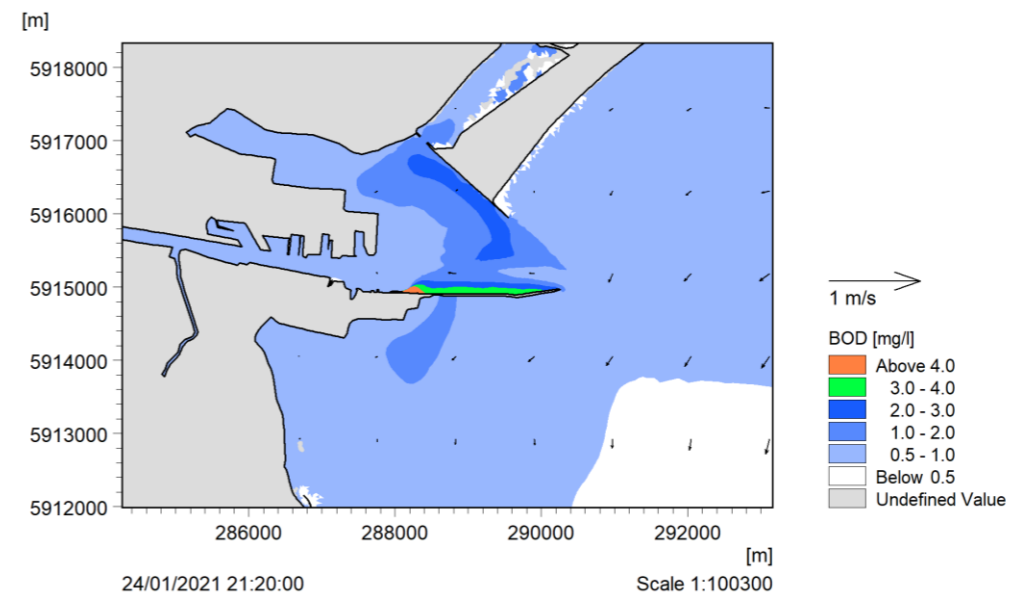 [m]
5918000
5917000
5916000
5915000
5914000
5913000
5912000
286000 288000 290000 292000
[m]
24/01/2021 21:20:00 Scale 1:100300
1 m/s
BOD [mg/l]
Above 4.0
3.0 - 4.0
2.0 - 3.0
1.0 - 2.0
0.5 - 1.0
Below 0.5
Undefined Value